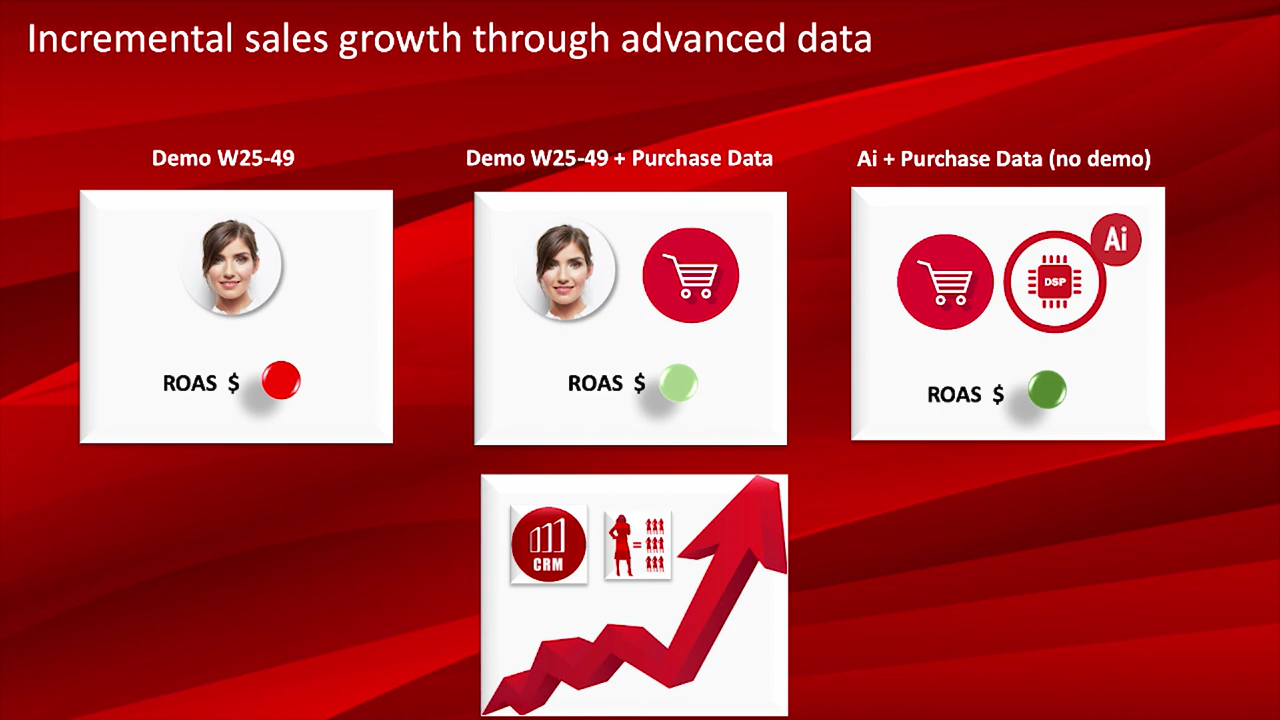 Incremental sales growth through advanced data
Demo W25-49
Demo W25-49 + Purchase Data
Ai + Purchase Data (no demo)
Ai
DSP
ROAS $
ROAS $
ROAS $
CRM
=